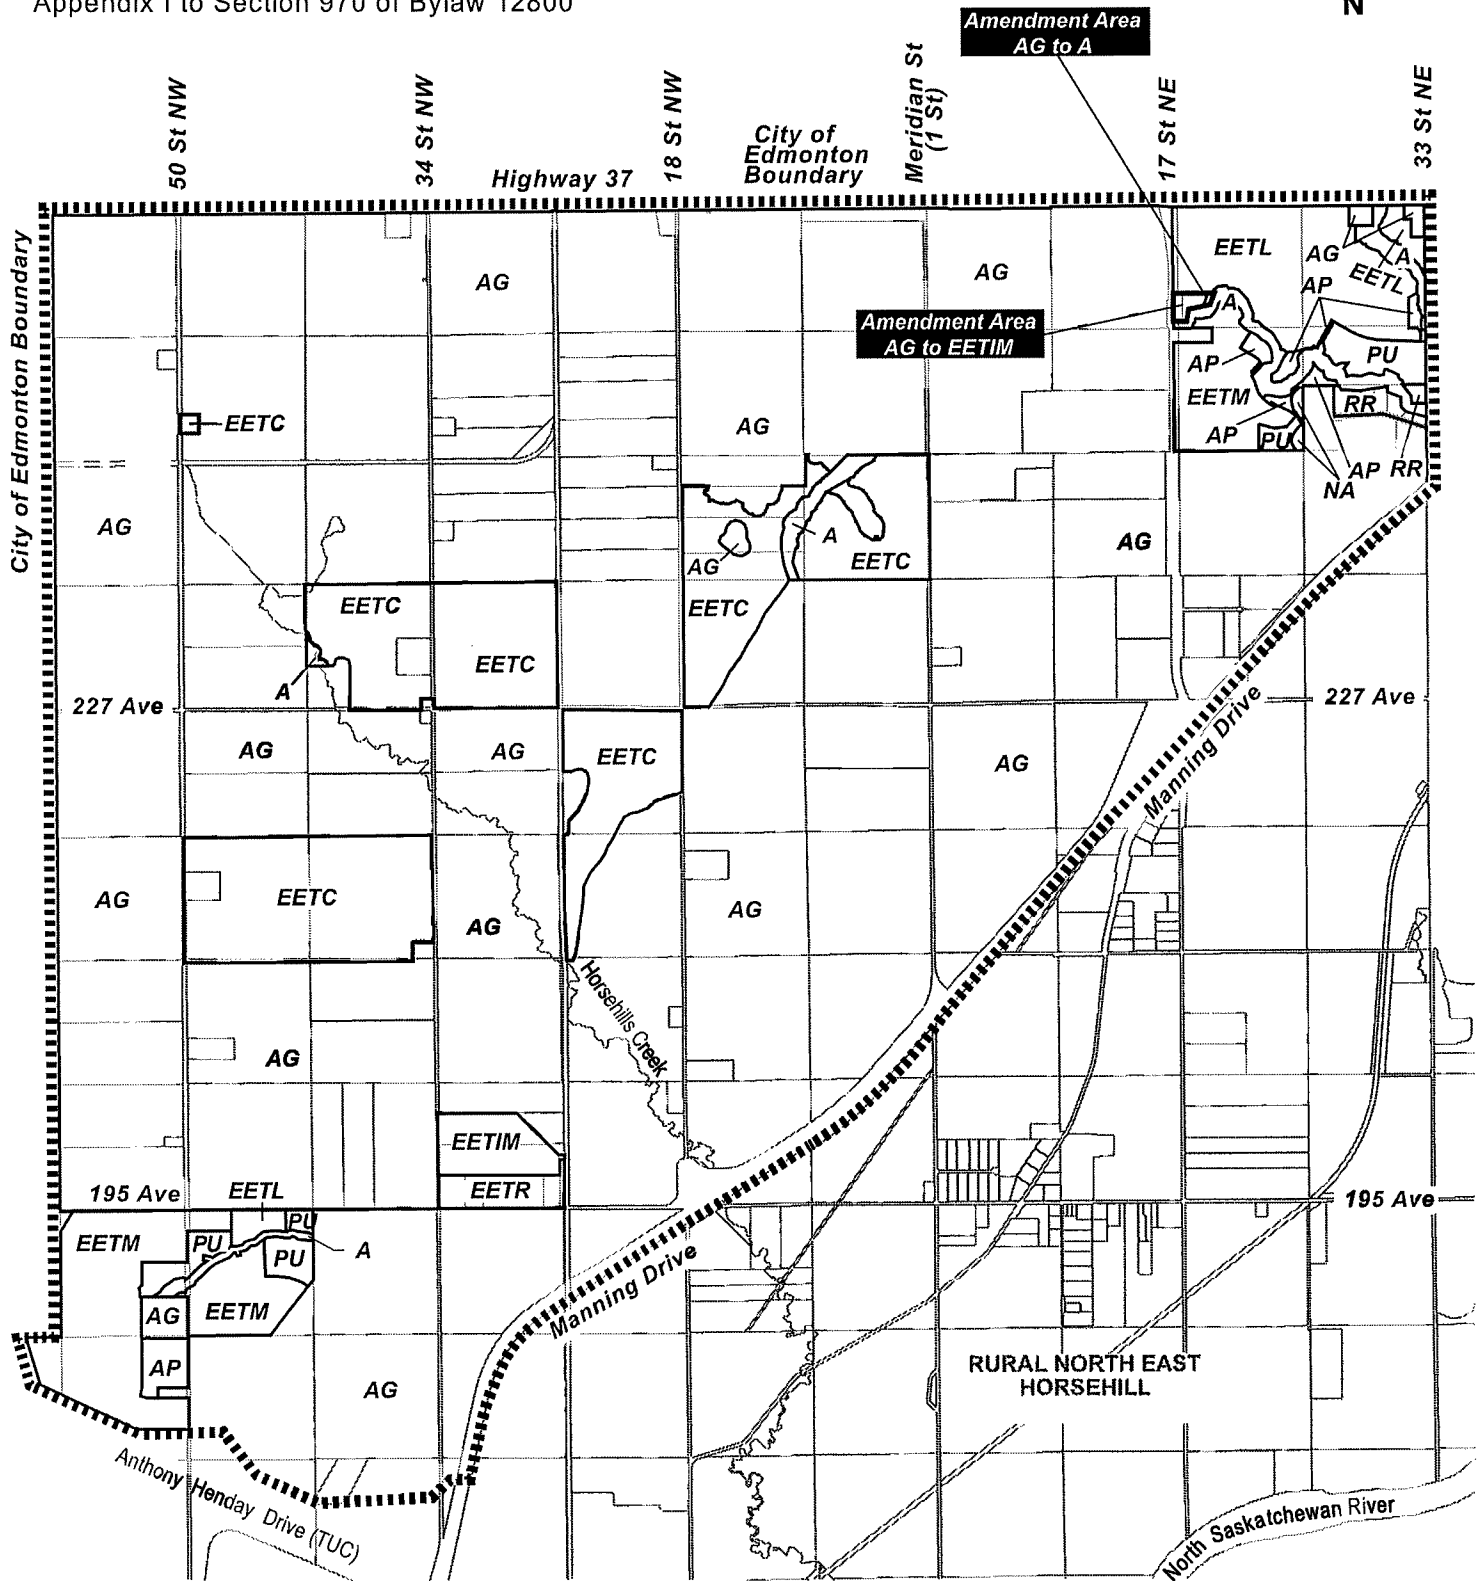 Appendix I to Section 970 of Bylaw 12800
N
Amendment Area
AG to A
50 St NW
34 St NW
18 St NW
Meridian St
(1 St)
17 St NE
33 St NE
Highway 37
City of
Edmonton
Boundary
City of Edmonton Boundary
AG
AG
EETL
AG
A
EETL
AP
A
Amendment Area
AG to EETIM
AP
PU
EETM
RR
EETC
AG
AP
PU
AP
RR
NA
AG
A
AG
EETC
AG
EETC
EETC
EETC
A
227 Ave
227 Ave
Manning Drive
AG
AG
EETC
AG
AG
EETC
AG
AG
Horsehills Creek
AG
EETIM
EETR
195 Ave
EETL
195 Ave
EETM
PU
PU
PU
A
AG
EETM
Manning Drive
AP
AG
RURAL NORTH EAST
HORSEHILL
Anthony Henday Drive (TUC)
North Saskatchewan River